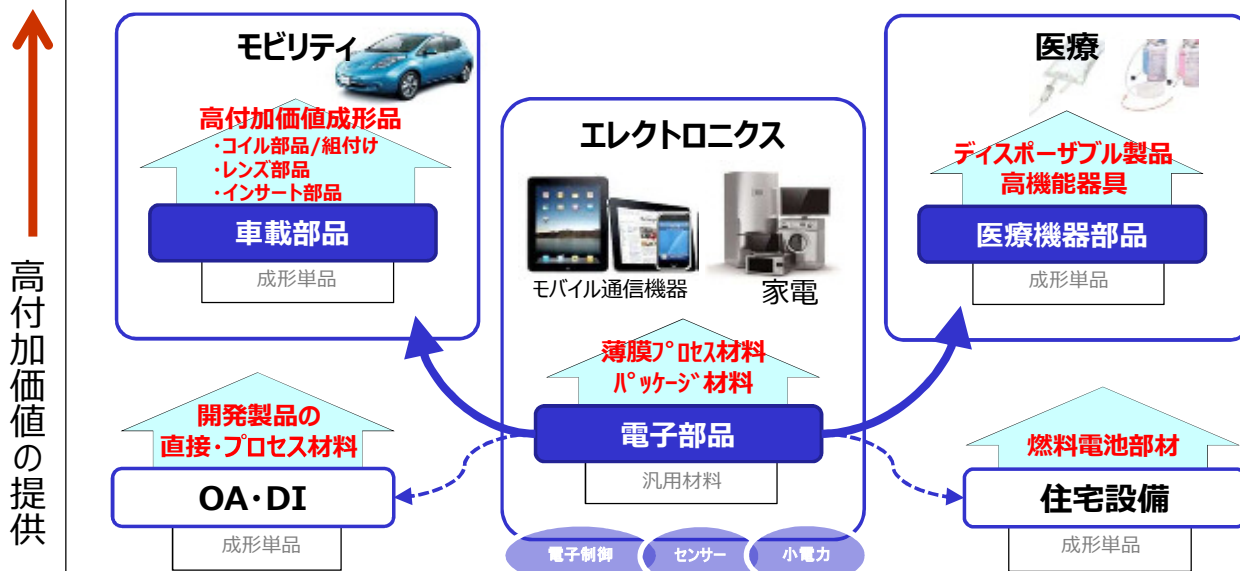 高付加価値の提供
モビリティ
高付加価値成形品
・コイル部品/組付け
・レンズ部品
・インサート部品
車載部品
成形単品
開発製品の
直接・プロセス材料
OA・DI
成形単品
エレクトロニクス
モバイル通信機器
家電
薄膜ﾌﾟﾛｾｽ材料
ﾊﾟｯｹｰｼﾞ材料
電子部品
汎用材料
電子制御
センサー
小電力
医療
ディスポーザブル製品
高機能器具
医療機器部品
成形単品
燃料電池部材
住宅設備
成形単品